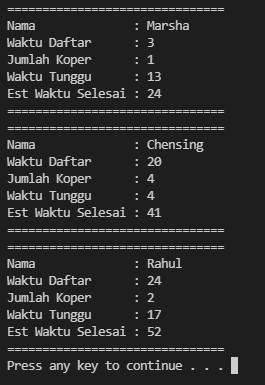 ===============================
Nama              : Marsha
Waktu Daftar      : 3
Jumlah Koper      : 1
Waktu Tunggu      : 13
Est Waktu Selesai : 24
===============================
===============================
Nama              : Chensing
Waktu Daftar      : 20
Jumlah Koper      : 4
Waktu Tunggu      : 4
Est Waktu Selesai : 41
===============================
===============================
Nama              : Rahul
Waktu Daftar      : 24
Jumlah Koper      : 2
Waktu Tunggu      : 17
Est Waktu Selesai : 52
===============================
Press any key to continue . . .